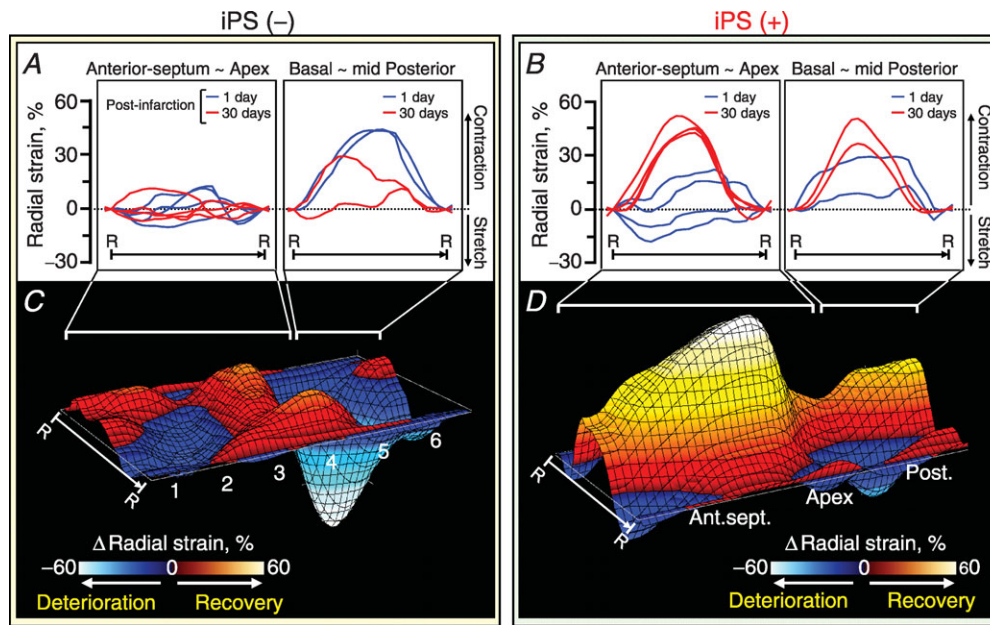 iPS (–)
iPS (+)
A
Anterior-septum ~ Apex
Basal ~ mid Posterior
Radial strain, %
60
30
0
–30
Post-infarction
1 day
30 days
1 day
30 days
R
R
R
R
Contraction
Stretch
B
Anterior-septum ~ Apex
Basal ~ mid Posterior
Radial strain, %
60
30
0
–30
1 day
30 days
1 day
30 days
R
R
R
R
Contraction
Stretch
C
R
R
1
2
3
4
5
6
Δ Radial strain, %
–60
0
60
Deterioration
Recovery
D
R
R
Ant.sept.
Apex
Post.
Δ Radial strain, %
–60
0
60
Deterioration
Recovery